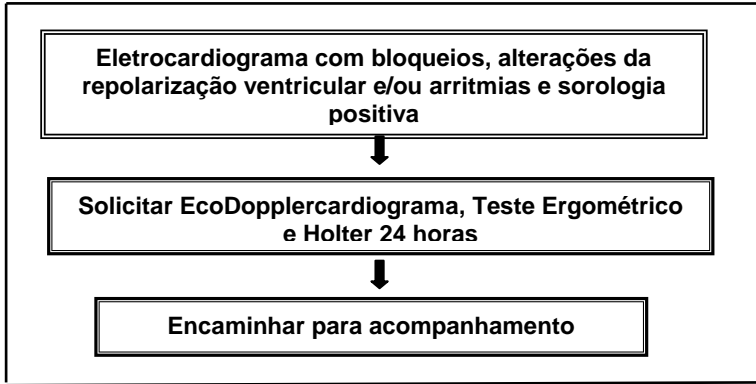 Eletrocardiograma com bloqueios, alterações da
repolarização ventricular e/ou arritmias e sorologia
positiva
Solicitar EcoDopplercardiograma, Teste Ergométrico
e Holter 24 horas
Encaminhar para acompanhamento